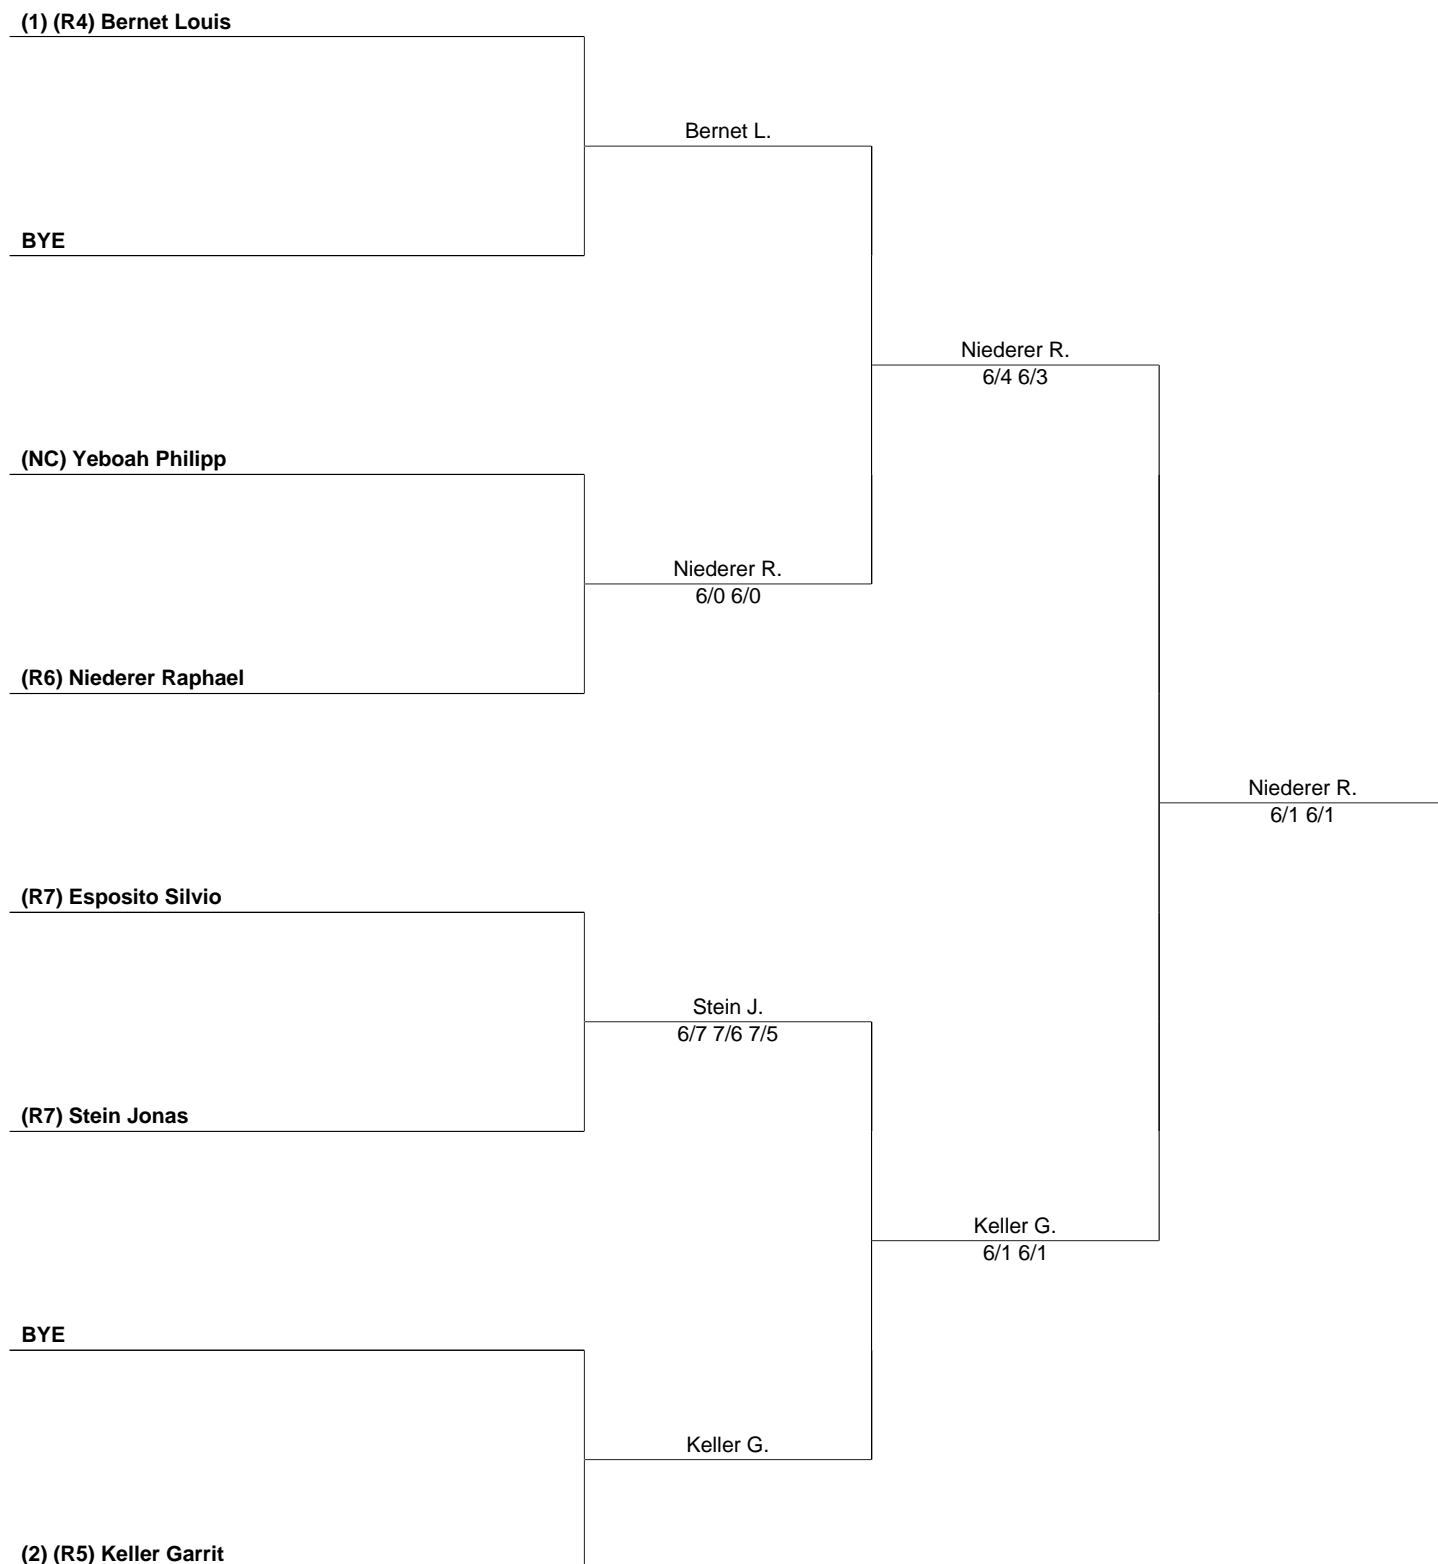 (1) (R4) Bernet Louis
Bernet L.
BYE
Niederer R.
6/4 6/3
(NC) Yeboah Philipp
Niederer R.
6/0 6/0
(R6) Niederer Raphael
Niederer R.
6/1 6/1
(R7) Esposito Silvio
Stein J.
6/7 7/6 7/5
(R7) Stein Jonas
Keller G.
6/1 6/1
BYE
Keller G.
(2) (R5) Keller Garrit